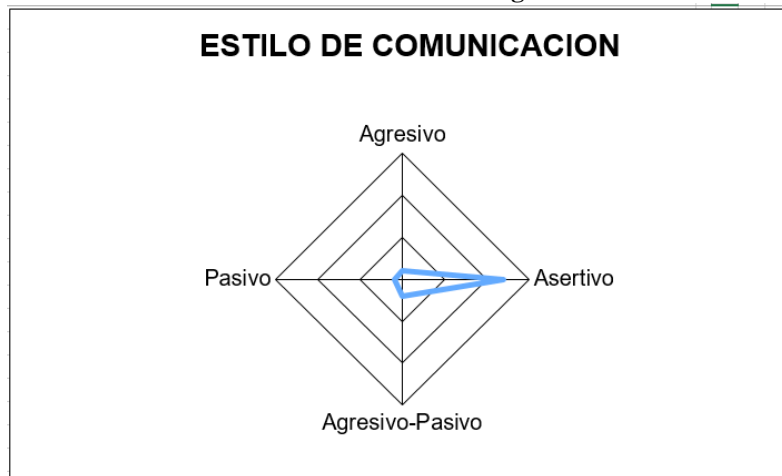 ESTILO DE COMUNICACION
Agresivo
Pasivo
Asertivo
Agresivo-Pasivo